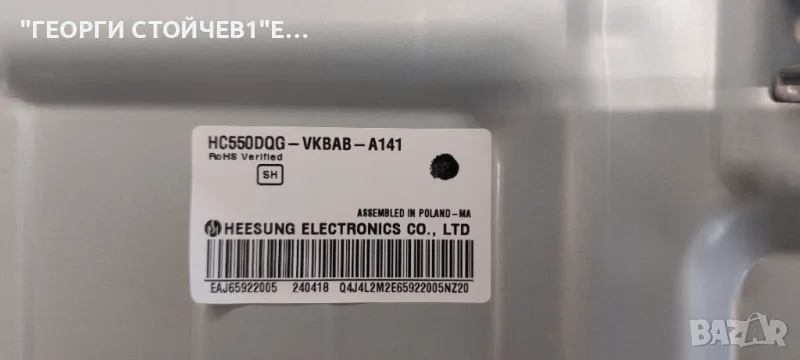 "ГЕОРГИ СТОЙЧЕВ1"Е...
HC550DQG-VKBAB-A141
RoHS Verified
SH
ASSEMBLED IN POLAND-MA
HEESUNG ELECTRONICS CO., LTD
EAJ65922005 240418 Q4J4L2M2E65922005NZ20
bazar